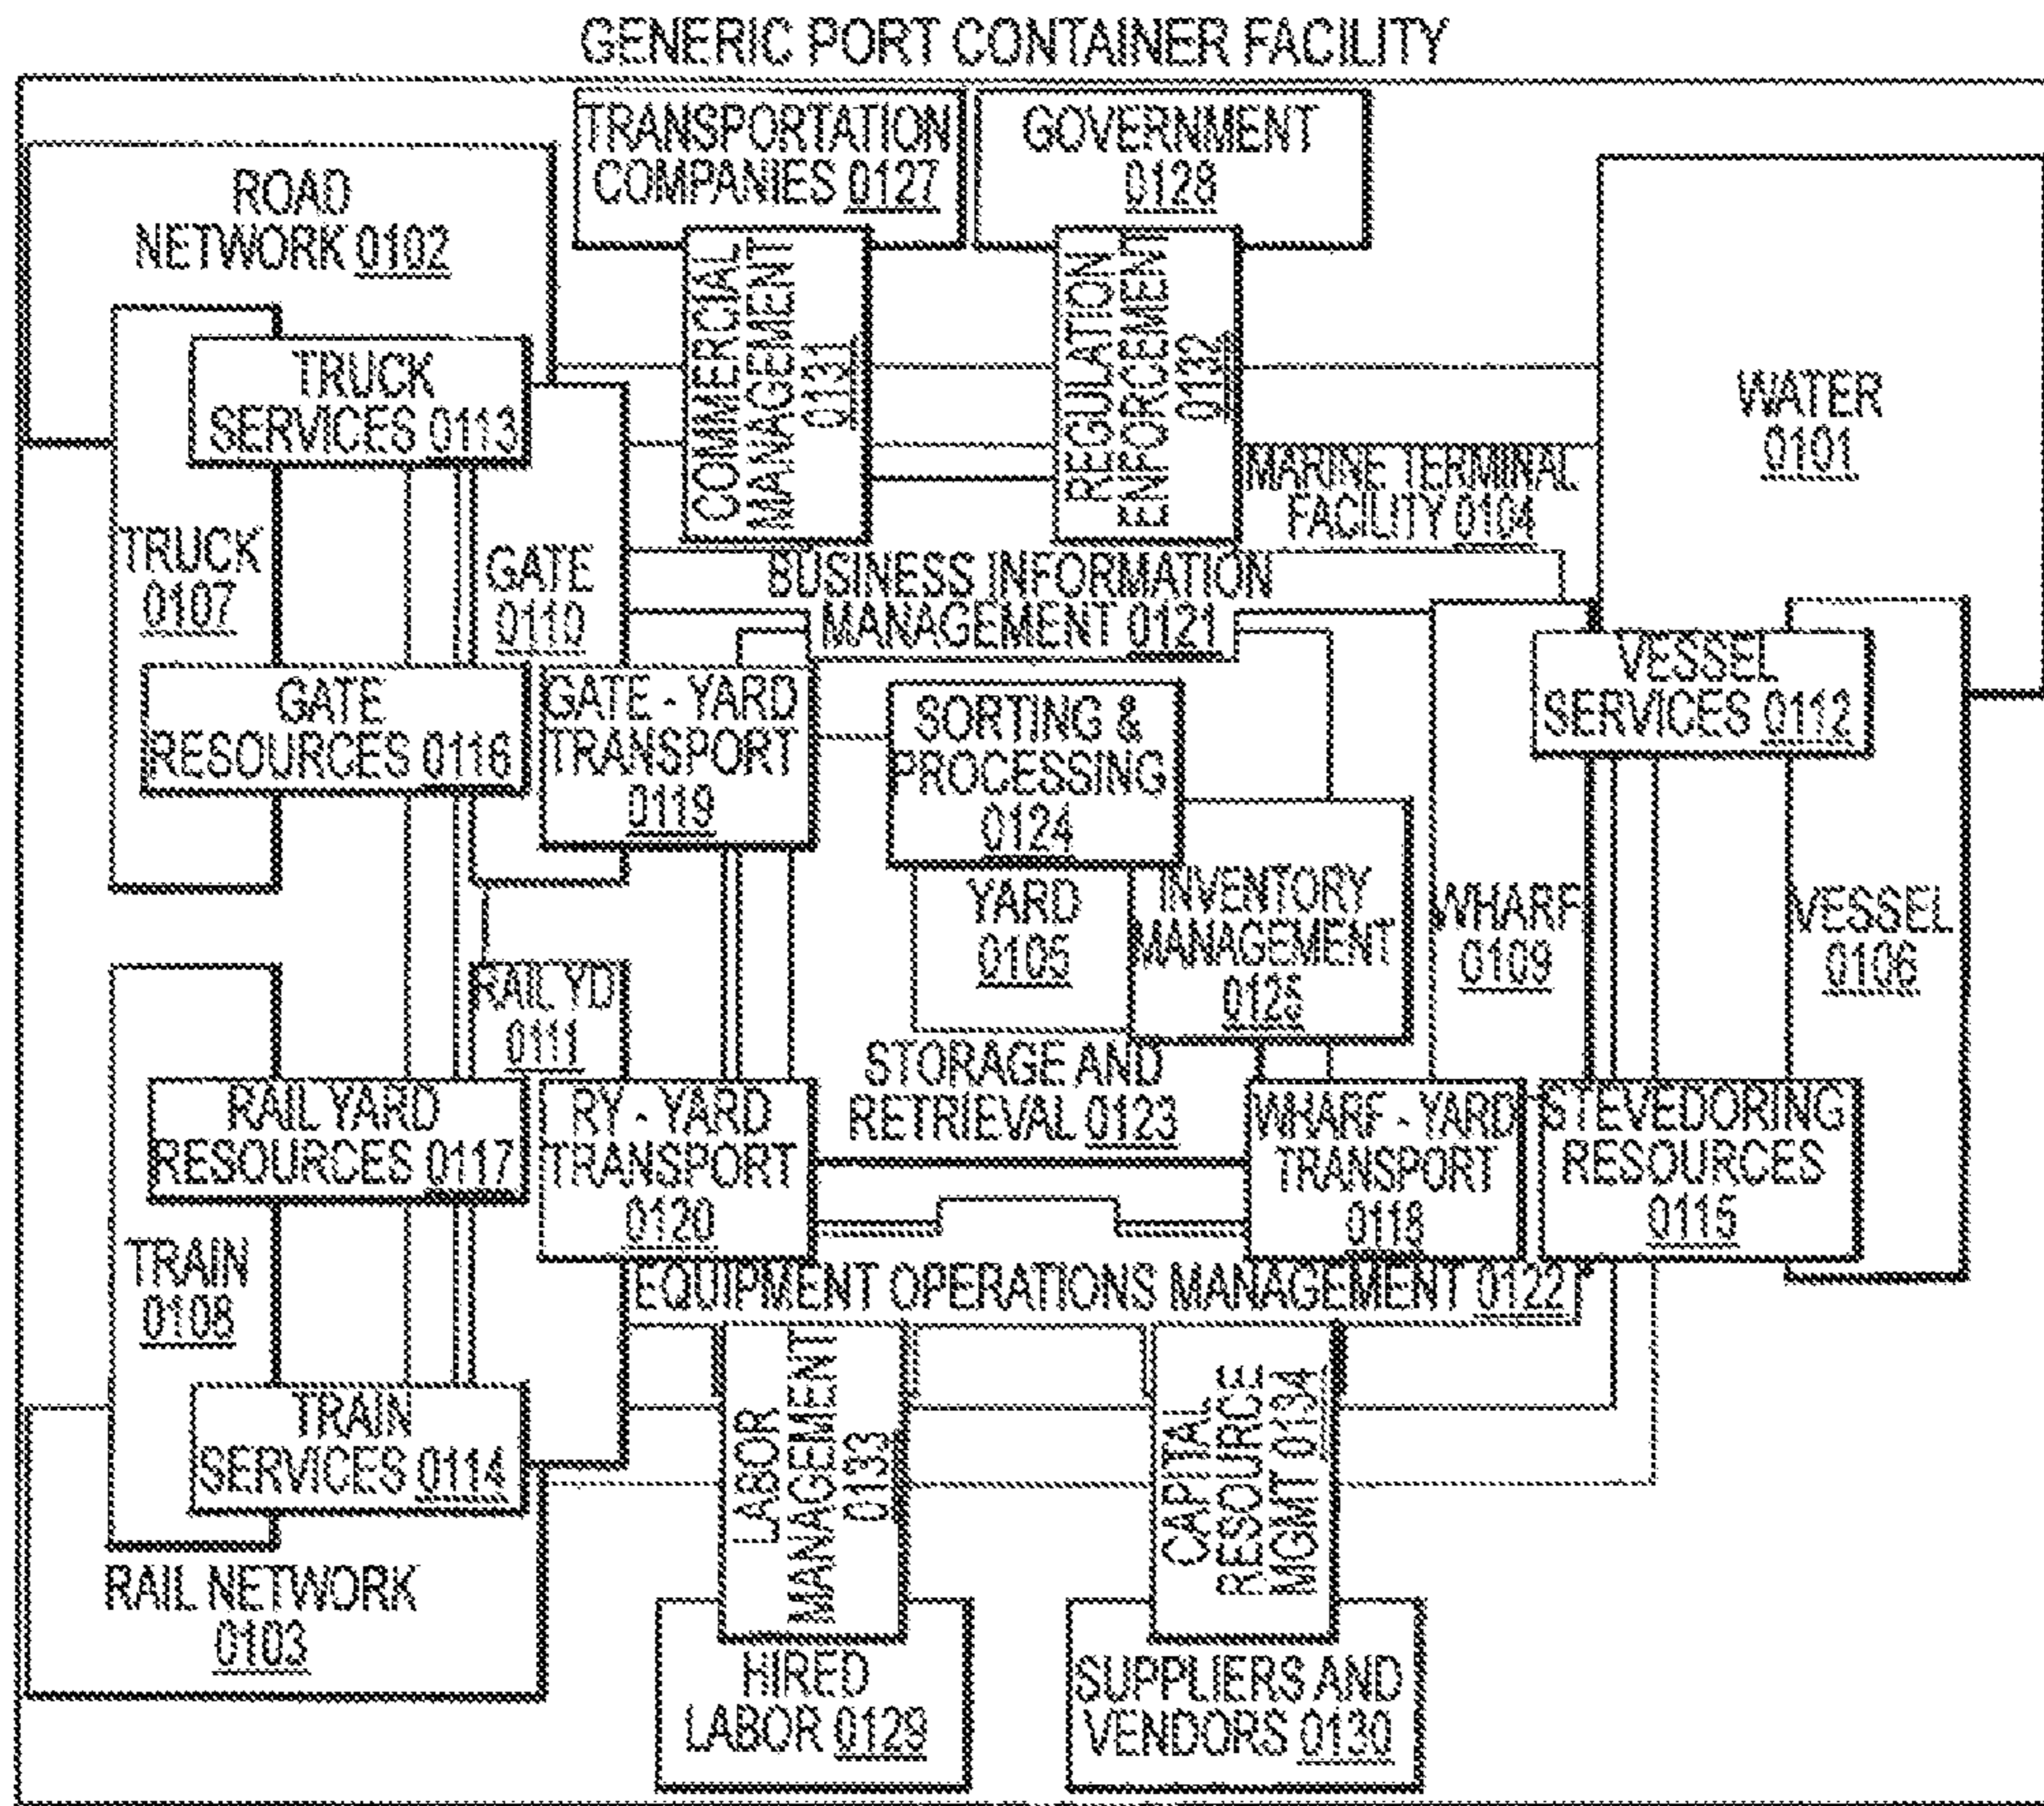 GENERIC PORT CONTAINER FACILITY
TRANSPORTATION
COMPANIES 0127
GOVERNMENT
0128
ROAD
NETWORK 0102
COMMERCIAL
MANAGEMENT
0131
REGULATION
ENFORCEMENT
0132
WATER
0101
TRUCK
SERVICES 0113
MARINE TERMINAL
FACILITY 0104
TRUCK
0107
GATE
0110
BUSINESS INFORMATION
MANAGEMENT 0121
GATE
RESOURCES 0116
GATE - YARD
TRANSPORT
0119
SORTING &
PROCESSING
0124
VESSEL
SERVICES 0112
YARD
0105
INVENTORY
MANAGEMENT
0125
WHARF
0109
VESSEL
0106
RAIL YD
0111
STORAGE AND
RETRIEVAL 0123
RAIL YARD
RESOURCES 0117
RY - YARD
TRANSPORT
0120
WHARF - YARD
TRANSPORT
0118
STEVEDORING
RESOURCES
0115
TRAIN
0108
EQUIPMENT OPERATIONS MANAGEMENT 0122
TRAIN
SERVICES 0114
LABOR
MANAGEMENT
0133
CAPITAL
RESOURCE
MGMT 0134
RAIL NETWORK
0103
HIRED
LABOR 0129
SUPPLIERS AND
VENDORS 0130